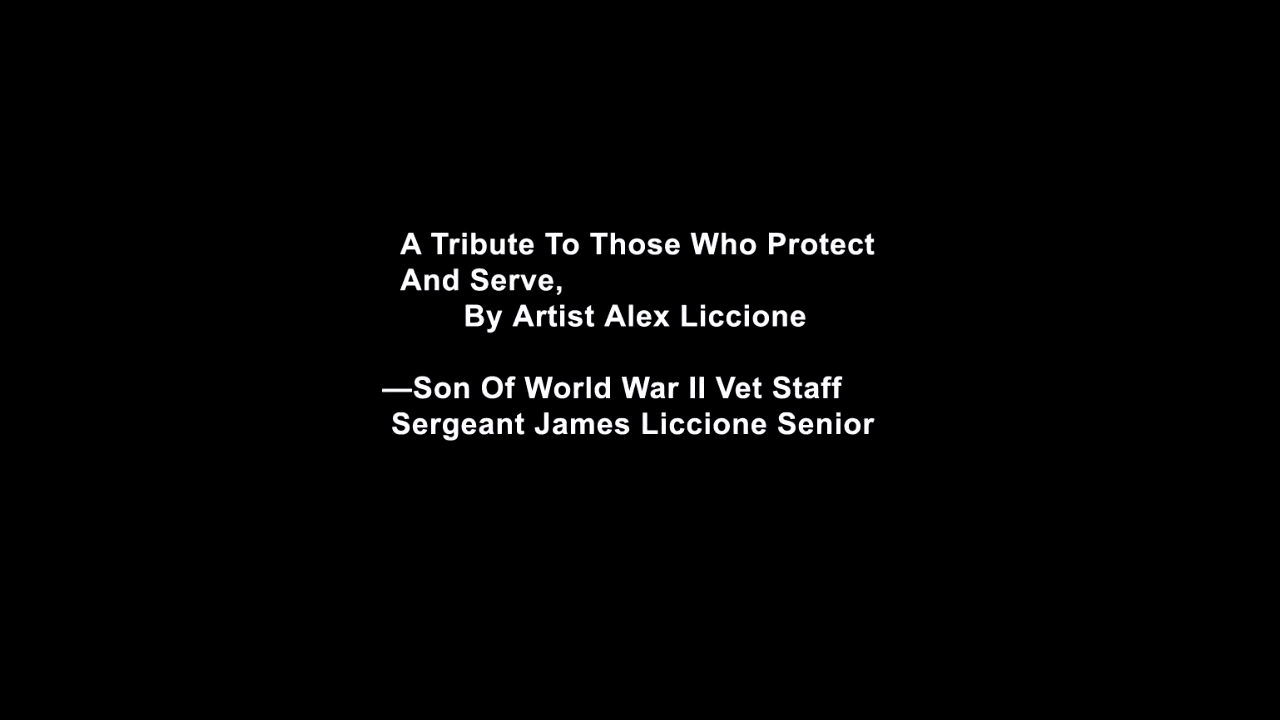 A Tribute To Those Who Protect
And Serve,
By Artist Alex Liccione
—Son Of World War II Vet Staff
Sergeant James Liccione Senior